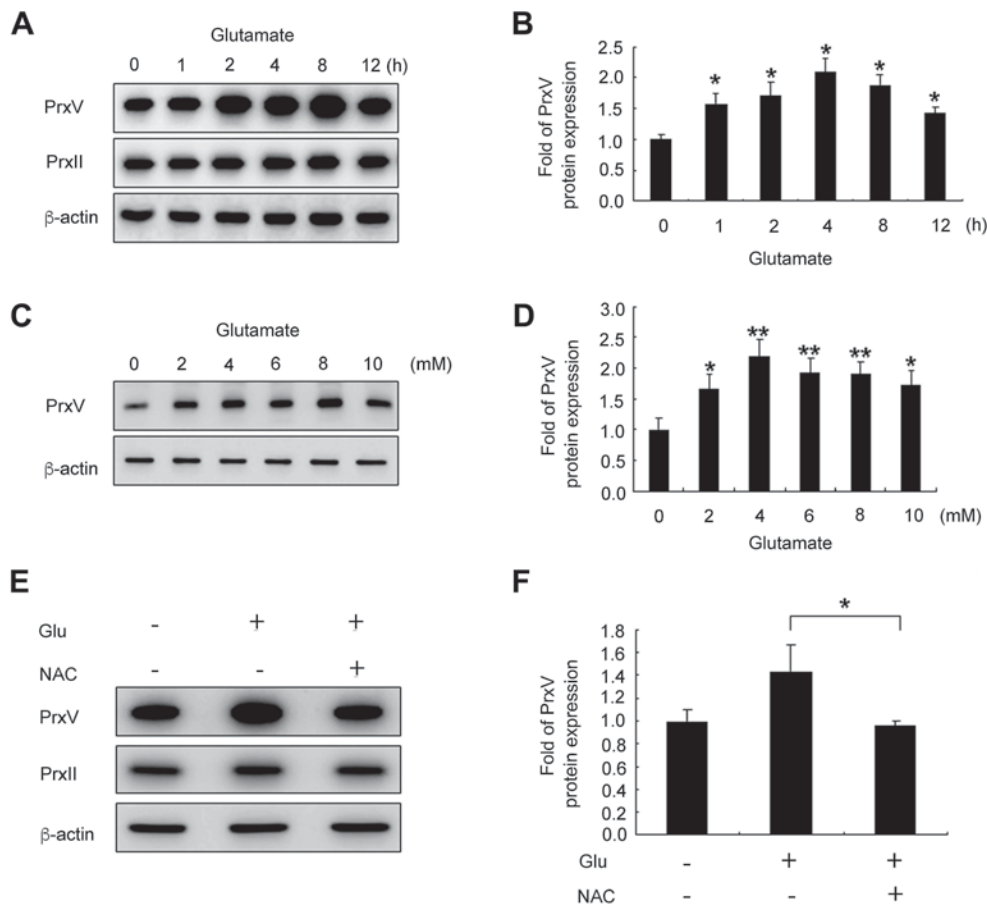 A
Glutamate
0 1 2 4 8 12 (h)
PrxV
PrxII
β-actin
B
Fold of PrxV
protein expression
2.5
2.0
1.5
1.0
0.5
0.0
* * * * *
0 1 2 4 8 12 (h)
Glutamate
C
Glutamate
0 2 4 6 8 10 (mM)
PrxV
β-actin
D
Fold of PrxV
protein expression
3.0
2.5
2.0
1.5
1.0
0.5
0.0
* ** ** ** *
0 2 4 6 8 10 (mM)
Glutamate
E
Glu - + +
NAC - - +
PrxV
PrxII
β-actin
F
Fold of PrxV
protein expression
1.8
1.6
1.4
1.2
1.0
0.8
0.6
0.4
0.2
0.0
*
Glu - + +
NAC - - +